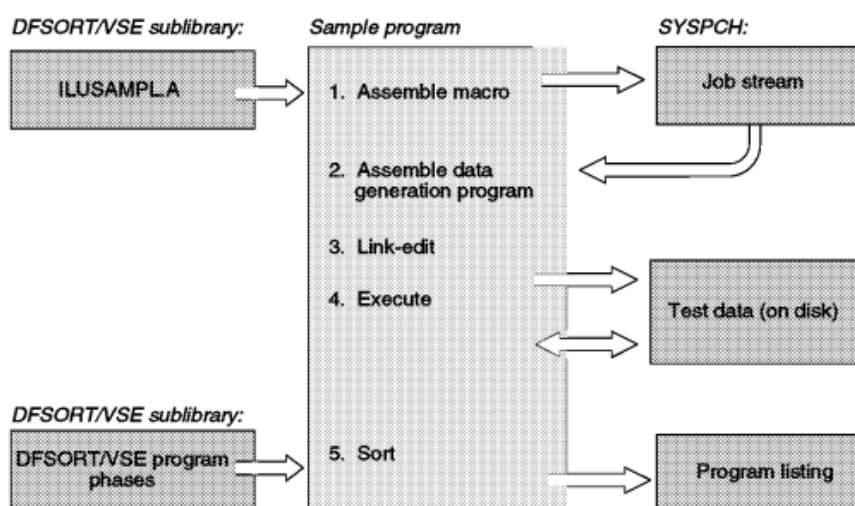 DFSORT/VSE sublibrary:
ILUSAMPL.A
Sample program
1. Assemble macro
2. Assemble data
generation program
3. Link-edit
4. Execute
5. Sort
SYSPCH:
Job stream
Test data (on disk)
Program listing
DFSORT/VSE sublibrary:
DFSORT/VSE program
phases